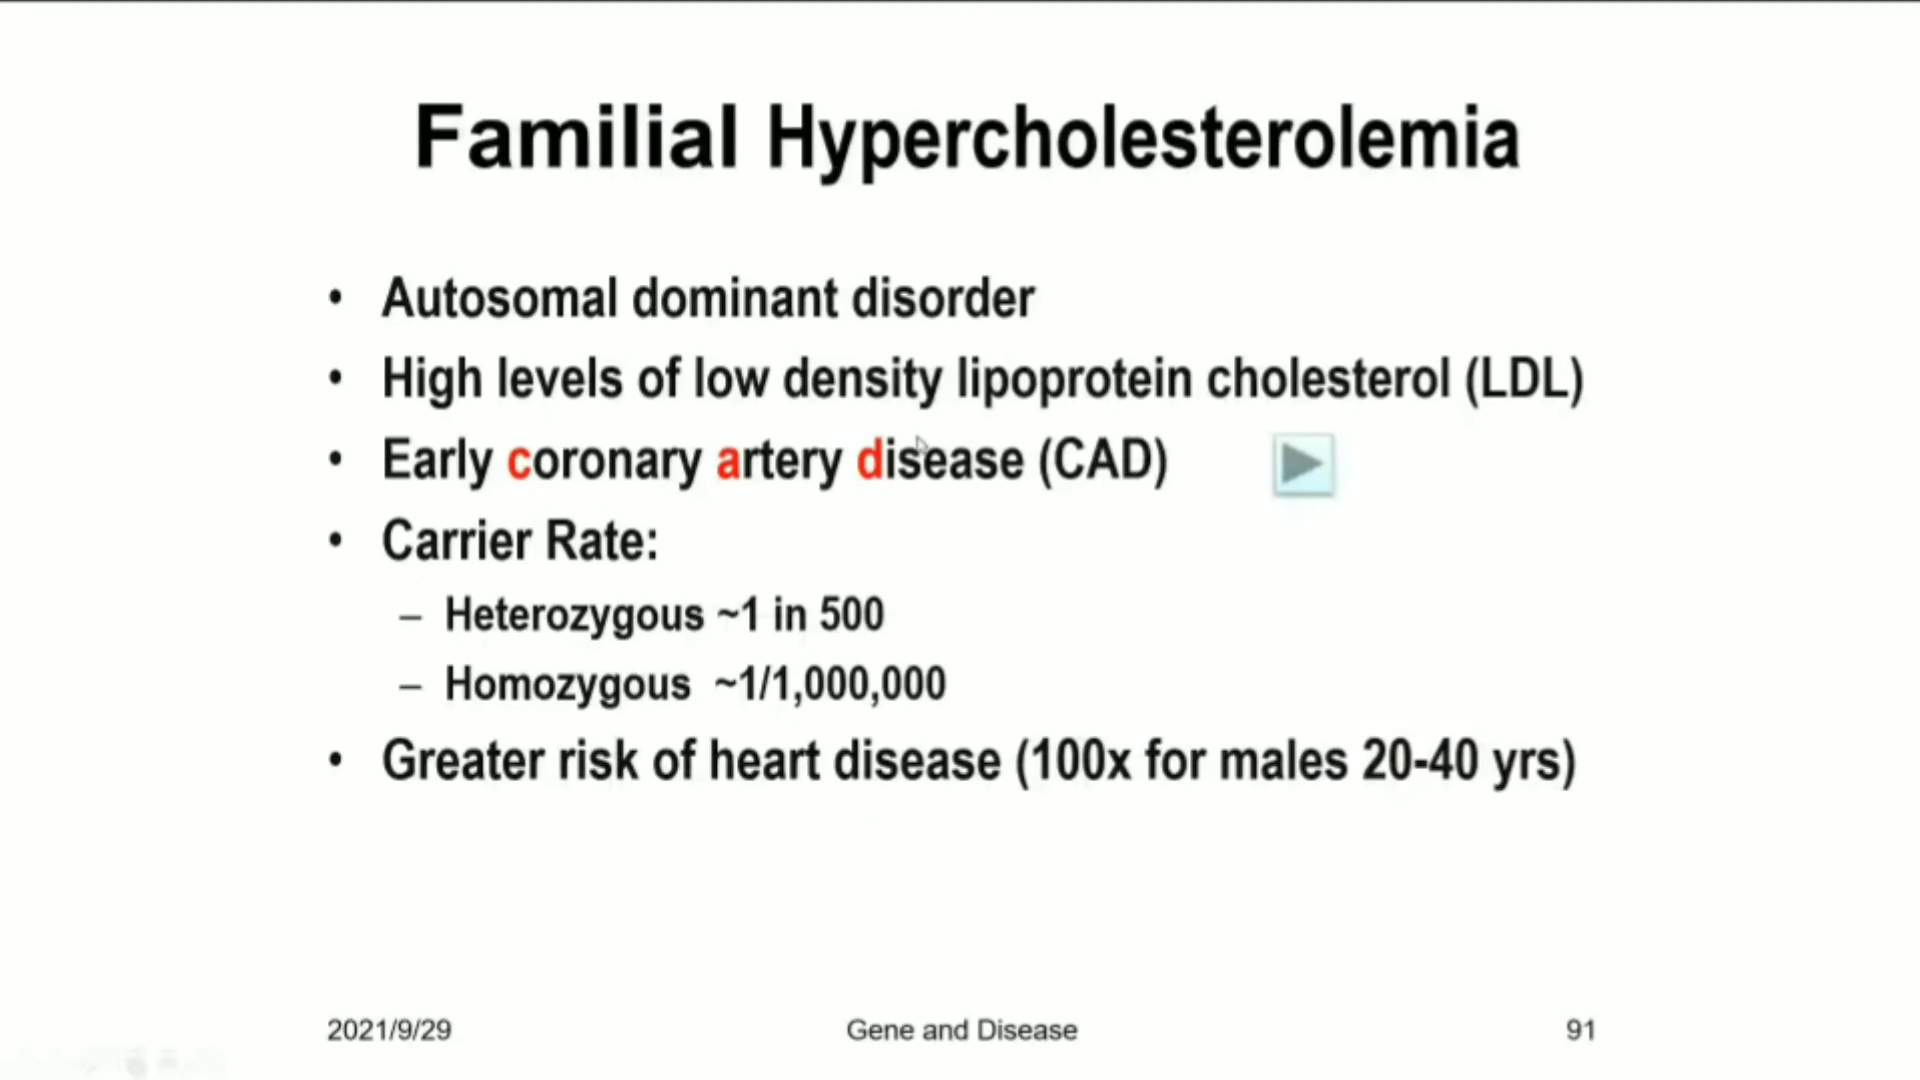 Familial Hypercholesterolemia
• Autosomal dominant disorder
• High levels of low density lipoprotein cholesterol (LDL)
• Early coronary artery disease (CAD)
• Carrier Rate:
– Heterozygous ~1 in 500
– Homozygous ~1/1,000,000
• Greater risk of heart disease (100x for males 20-40 yrs)
2021/9/29
Gene and Disease
91